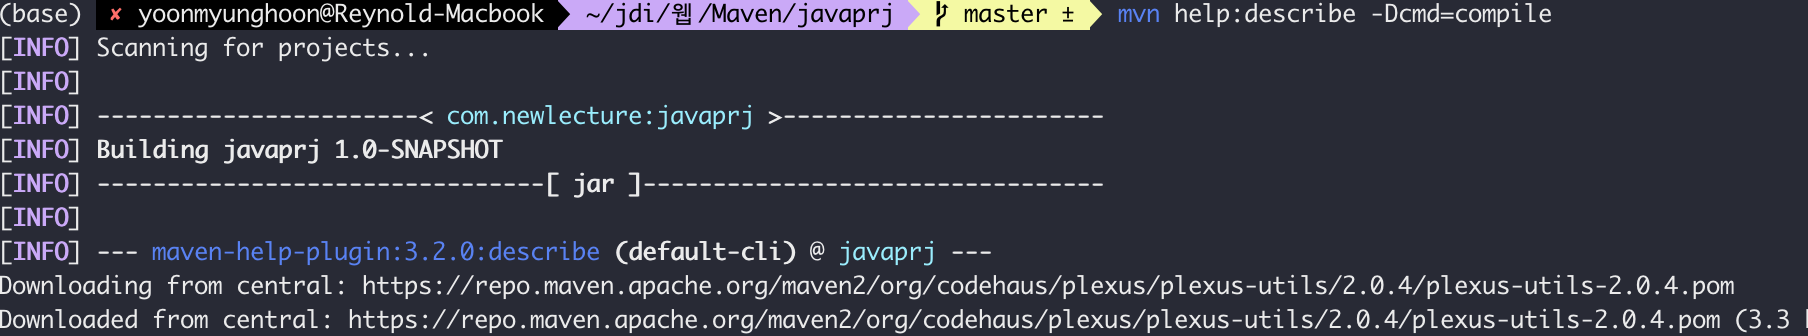 (base) ✘ yoonmyunghoon@Reynold-Macbook ~/jdi/웹/Maven/javaprj master ± mvn help:describe -Dcmd=compile
[INFO] Scanning for projects...
[INFO]
[INFO] -----------------------< com.newlecture:javaprj >-----------------------
[INFO] Building javaprj 1.0-SNAPSHOT
[INFO] --------------------------------[ jar ]---------------------------------
[INFO]
[INFO] --- maven-help-plugin:3.2.0:describe (default-cli) @ javaprj ---
Downloading from central: https://repo.maven.apache.org/maven2/org/codehaus/plexus/plexus-utils/2.0.4/plexus-utils-2.0.4.pom
Downloaded from central: https://repo.maven.apache.org/maven2/org/codehaus/plexus/plexus-utils/2.0.4/plexus-utils-2.0.4.pom (3.3